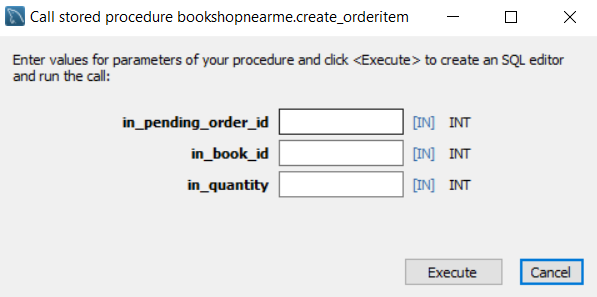 Call stored procedure bookshopnearme.create_orderitem
Enter values for parameters of your procedure and click <Execute> to create an SQL editor
and run the call:
in_pending_order_id [IN] INT
in_book_id [IN] INT
in_quantity [IN] INT
Execute Cancel